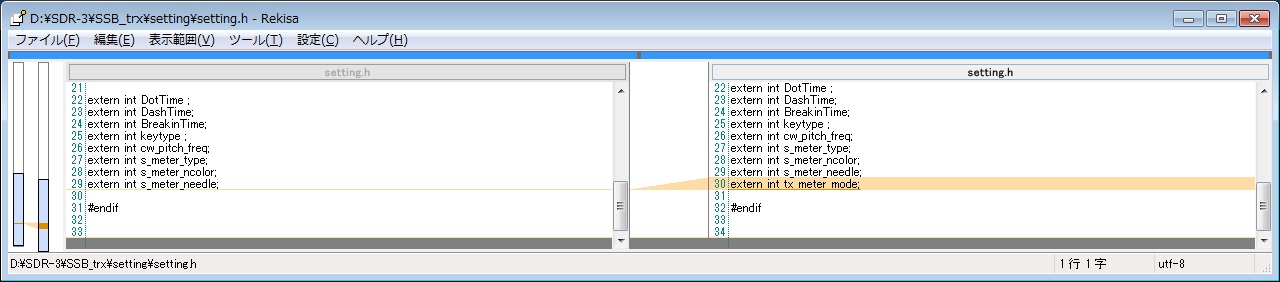 D:¥SDR-3¥SSB_trx¥setting¥setting.h - Rekisa
ファイル(F) 編集(E) 表示範囲(V) ツール(T) 設定(C) ヘルプ(H)
setting.h
21
22 extern int DotTime ;
23 extern int DashTime;
24 extern int BreakinTime;
25 extern int keytype ;
26 extern int cw_pitch_freq;
27 extern int s_meter_type;
28 extern int s_meter_ncolor;
29 extern int s_meter_needle;
30
31 #endif
32
33
setting.h
22 extern int DotTime ;
23 extern int DashTime;
24 extern int BreakinTime;
25 extern int keytype ;
26 extern int cw_pitch_freq;
27 extern int s_meter_type;
28 extern int s_meter_ncolor;
29 extern int s_meter_needle;
30 extern int tx_meter_mode;
31
32 #endif
33
34
D:¥SDR-3¥SSB_trx¥setting¥setting.h
1 行 1 字
utf-8